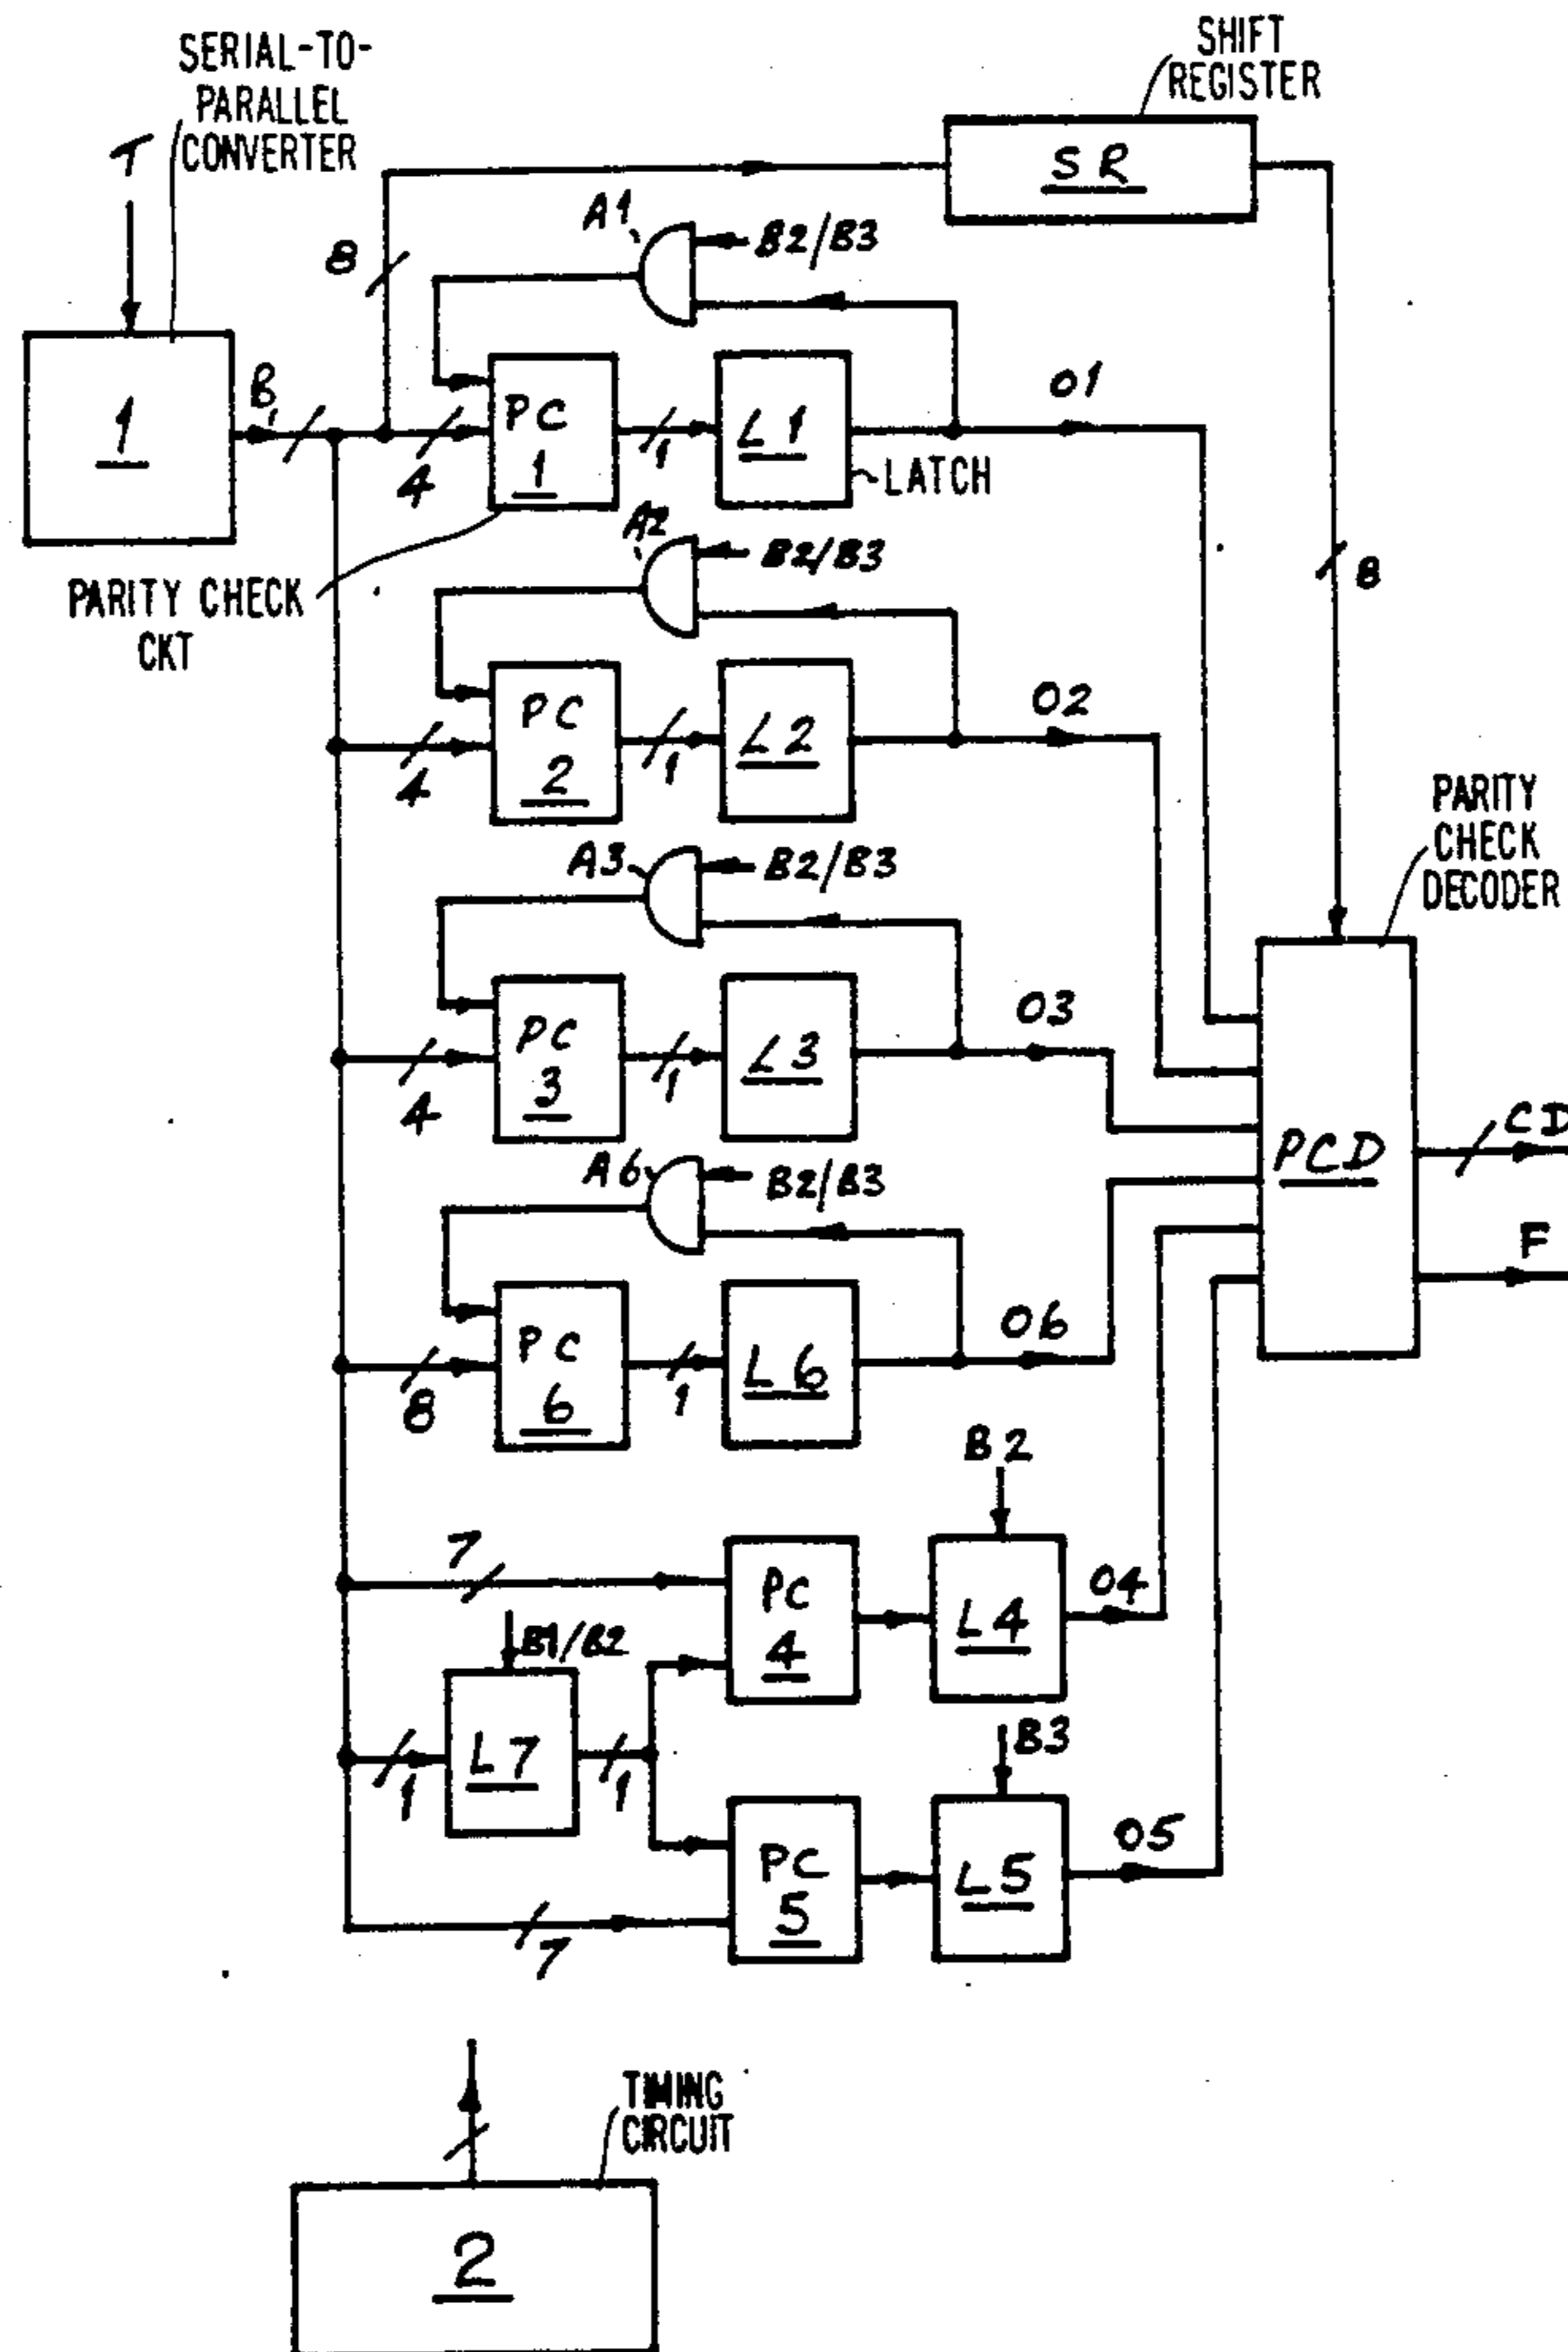 SERIAL-TO-
PARALLEL
CONVERTER
T
SHIFT
REGISTER
SR
8
A1
B2/B3
1
B
4
PC
1
1
L1
LATCH
01
8
PARITY CHECK
CKT
A2
B2/B3
4
PC
2
1
L2
02
PARITY
CHECK
DECODER
A3
B2/B3
4
PC
3
1
L3
03
PCD
CD
F
A6
B2/B3
8
PC
6
1
L6
06
B2
7
PC
4
L4
04
B1/B2
1
L7
1
B3
PC
5
L5
05
7
TIMING
CIRCUIT
2